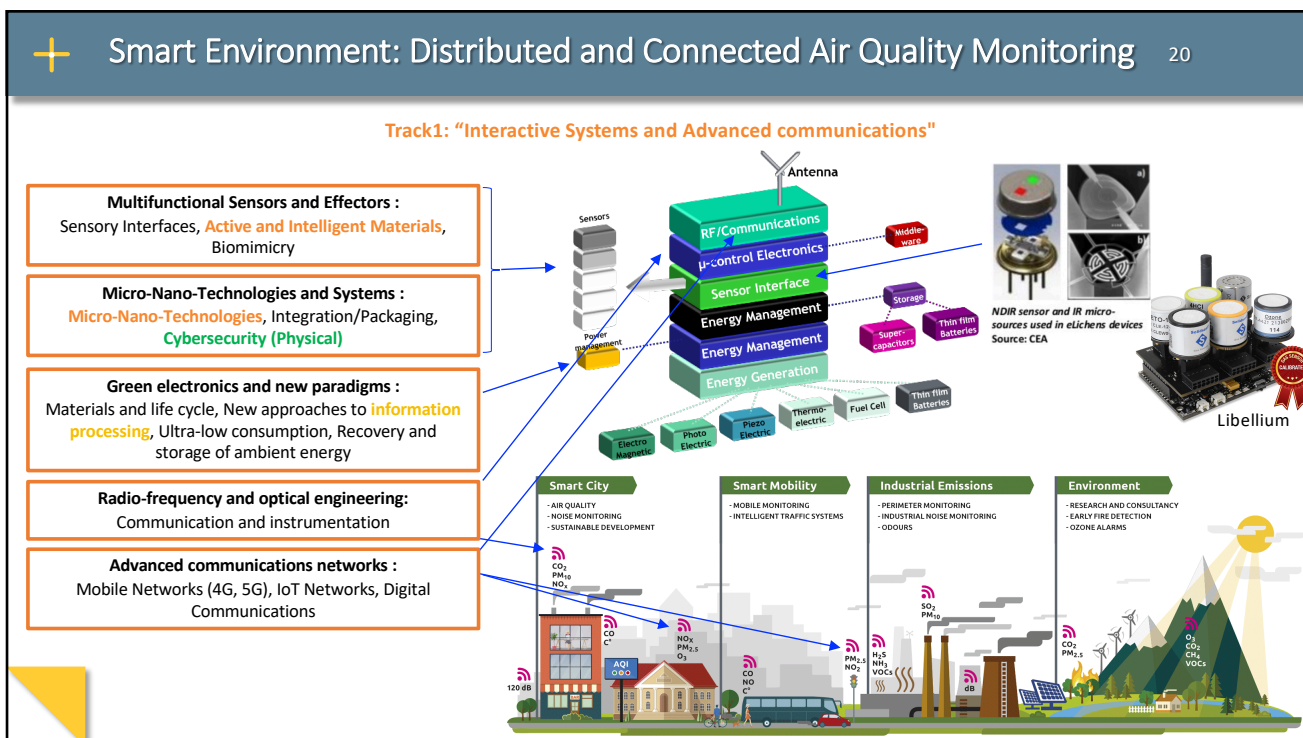 Smart Environment: Distributed and Connected Air Quality Monitoring
20
Track1: “Interactive Systems and Advanced communications"
Multifunctional Sensors and Effectors :
Sensory Interfaces, Active and Intelligent Materials,
Biomimicry
Micro-Nano-Technologies and Systems :
Micro-Nano-Technologies, Integration/Packaging,
Cybersecurity (Physical)
Green electronics and new paradigms :
Materials and life cycle, New approaches to information
processing, Ultra-low consumption, Recovery and
storage of ambient energy
Radio-frequency and optical engineering:
Communication and instrumentation
Advanced communications networks :
Mobile Networks (4G, 5G), IoT Networks, Digital
Communications
Antenna
Sensors
Power
management
RF/Communications
µ-control Electronics
Sensor Interface
Energy Management
Energy Management
Energy Generation
Middle-
ware
Storage
Super-
capacitors
Thin film
Batteries
Electro
Magnetic
Photo
Electric
Piezo
Electric
Thermo-
electric
Fuel Cell
Thin film
Batteries
a)
b)
NDIR sensor and IR micro-
sources used in eLichens devices
Source: CEA
Ozone
114
CALIBRATED
Libellium
Smart City
- AIR QUALITY
- NOISE MONITORING
- SUSTAINABLE DEVELOPMENT
Smart Mobility
- MOBILE MONITORING
- INTELLIGENT TRAFFIC SYSTEMS
Industrial Emissions
- PERIMETER MONITORING
- INDUSTRIAL NOISE MONITORING
- ODOURS
Environment
- RESEARCH AND CONSULTANCY
- EARLY FIRE DETECTION
- OZONE ALARMS
CO2
PM10
NOX
CO
C°
NOX
PM2.5
O3
AQI
120 dB
CO
NO
C°
PM2.5
NO2
H2S
NH3
VOCs
SO2
PM10
dB
CO2
PM2.5
O3
CO2
CH4
VOCs